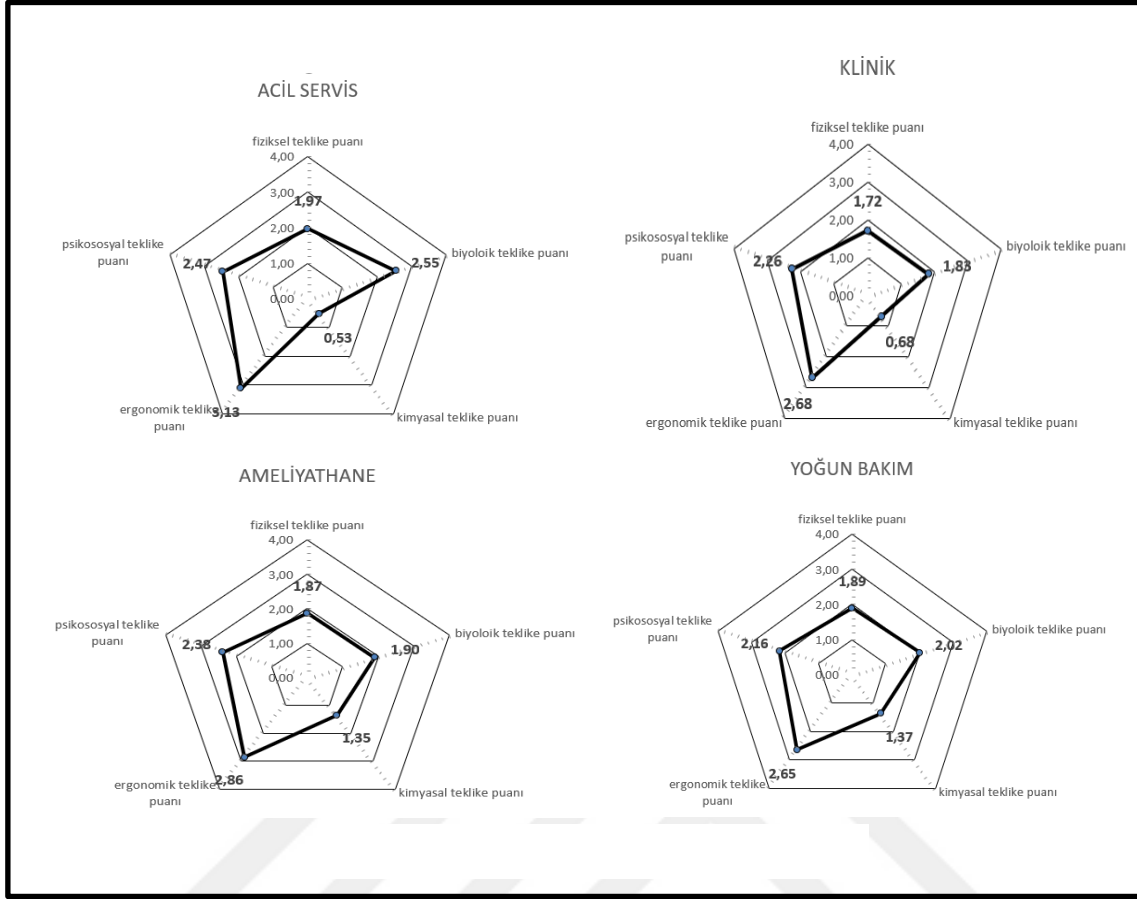 ACİL SERVİS
fiziksel teklike puanı
4,00
3,00
1,97
2,00
1,00
0,00
psikososyal teklike
puanı
2,47
2,55
biyoloik teklike puanı
0,53
ergonomik teklike
puanı
3,13
kimyasal teklike puanı
KLİNİK
fiziksel teklike puanı
4,00
3,00
1,72
2,00
1,00
0,00
psikososyal teklike
puanı
2,26
1,83
biyoloik teklike puanı
0,68
2,68
ergonomik teklike puanı
kimyasal teklike puanı
AMELİYATHANE
fiziksel teklike puanı
4,00
3,00
1,87
2,00
1,00
0,00
psikososyal teklike
puanı
2,38
1,90
biyoloik teklike puanı
1,35
ergonomik teklike
puanı
2,86
kimyasal teklike puanı
YOĞUN BAKIM
fiziksel teklike puanı
4,00
3,00
1,89
2,00
1,00
0,00
psikososyal teklike
puanı
2,16
2,02
biyoloik teklike puanı
1,37
2,65
ergonomik teklike
puanı
kimyasal teklike puanı